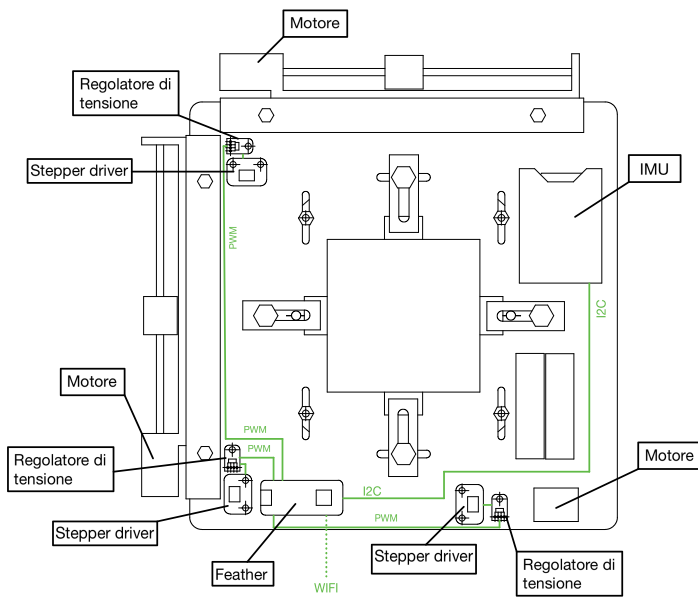 Motore
Regolatore di
tensione
Stepper driver
IMU
PWM
I2C
Motore
PWM
PWM
Motore
Regolatore di
tensione
I2C
PWM
Stepper driver
Stepper driver
Feather
Regolatore di
tensione
WIFI